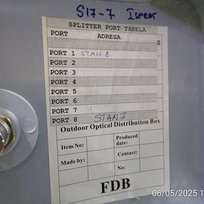 S17-7 ISPRAT
SPLITTER PORT TABELA
PORT ADRESA
PORT 1 STAN 8
PORT 2
PORT 3
PORT 4
PORT 5
PORT 6
PORT 7
PORT 8 STAN 7
Outdoor Optical Distribution Box
Item No: Produced date:
Made by: Contact:
No:
FDB
06/05/2025 1